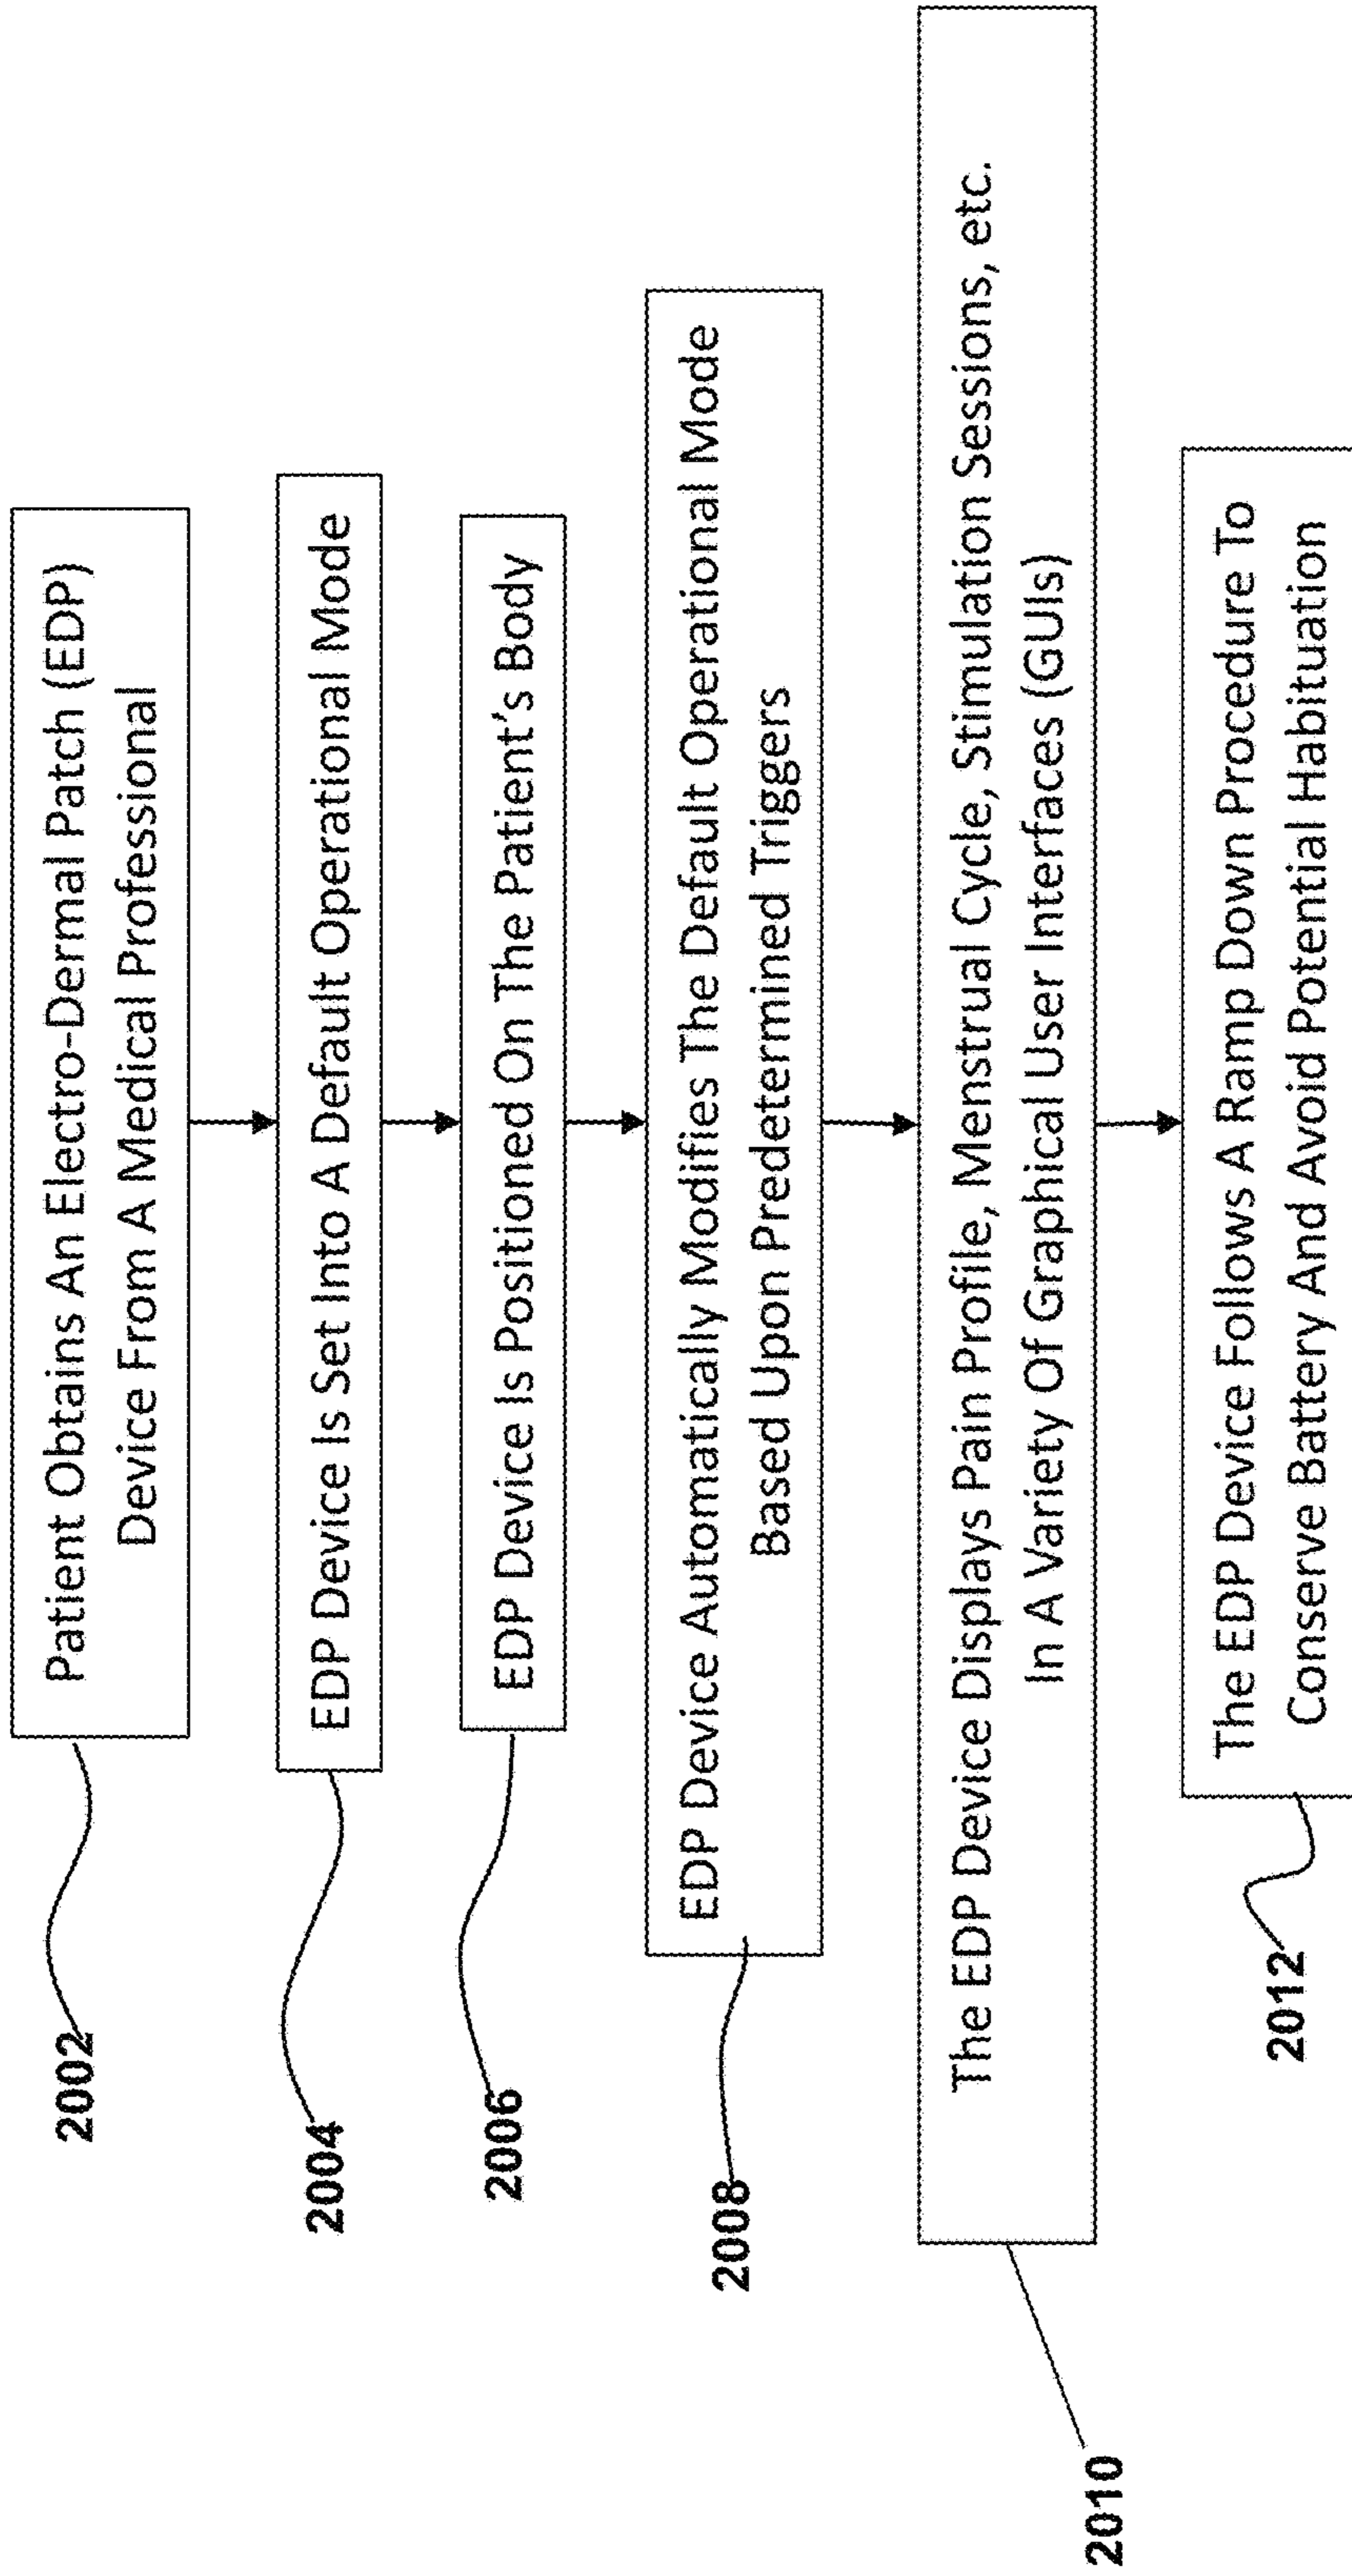 2002
Patient Obtains An Electro-Dermal Patch (EDP)
Device From A Medical Professional
2004
EDP Device Is Set Into A Default Operational Mode
2006
EDP Device Is Positioned On The Patient's Body
2008
EDP Device Automatically Modifies The Default Operational Mode
Based Upon Predetermined Triggers
2010
The EDP Device Displays Pain Profile, Menstrual Cycle, Stimulation Sessions, etc.
In A Variety Of Graphical User Interfaces (GUIs)
2012
The EDP Device Follows A Ramp Down Procedure To
Conserve Battery And Avoid Potential Habituation